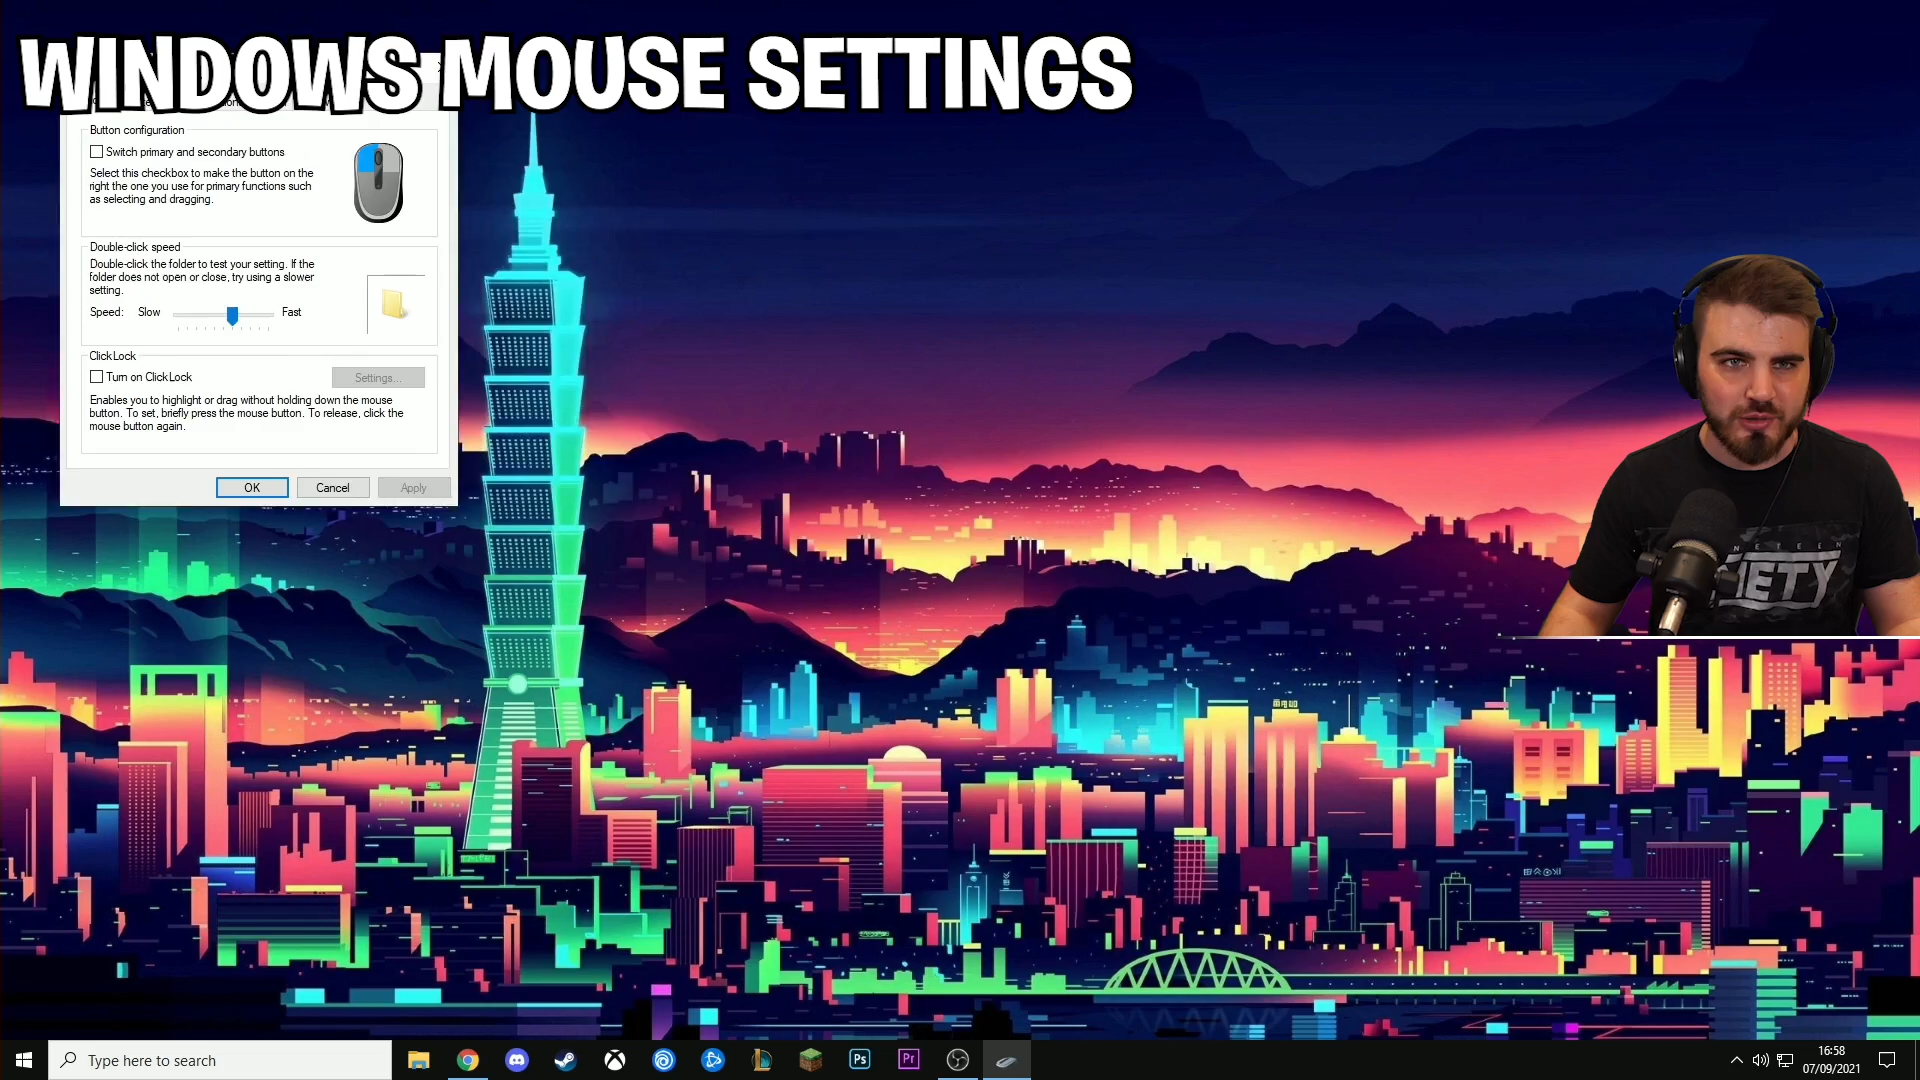 WINDOWS MOUSE SETTINGS
Button configuration
Switch primary and secondary buttons
Select this checkbox to make the button on the
right the one you use for primary functions such
as selecting and dragging.
Double-click speed
Double-click the folder to test your setting. If the
folder does not open or close, try using a slower
setting.
Speed: Slow Fast
ClickLock
Turn on ClickLock
Settings...
Enables you to highlight or drag without holding down the mouse
button. To set, briefly press the mouse button. To release, click the
mouse button again.
OK Cancel Apply
Type here to search
Ps
Pr
16:58
07/09/2021